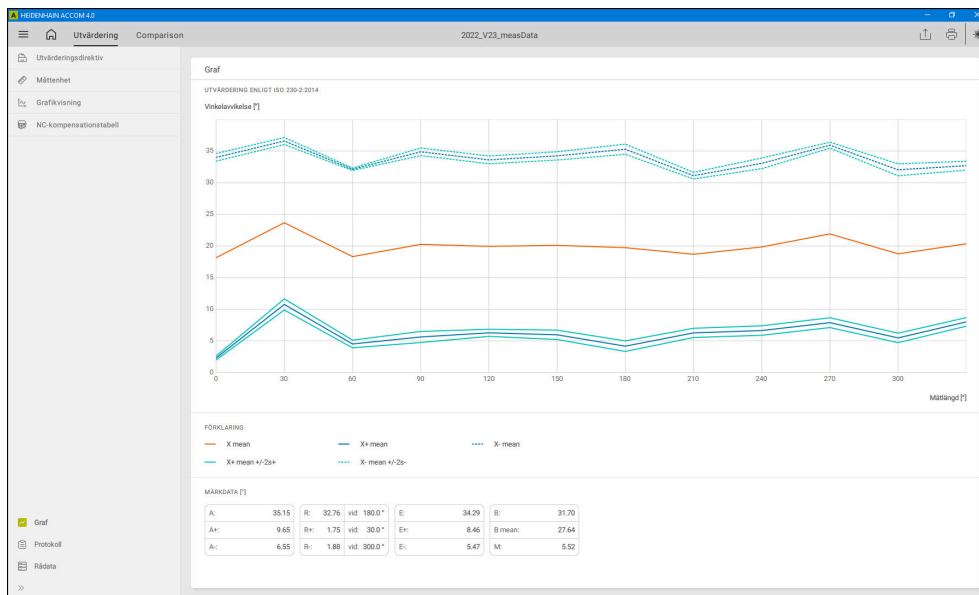 HEIDENHAIN ACCOM 4.0
Utvärdering Comparison 2022_V23_measData
Utvärderingsdirektiv
Måttenhet
Grafikvisning
NC-kompensationstabell
Graf
UTVÄRDERING ENLIGT ISO 230-2:2014
Vinkelavvikelse ["]
35
30
25
20
15
10
5
0
0 30 60 90 120 150 180 210 240 270 300
Mätlängd [°]
FÖRKLARING
X mean X+ mean X- mean
X+ mean +/-2s+ X- mean +/-2s-
MÄRKDATA ["]
A: 35.15 R: 32.76 vid: 180.0 ° E: 34.29 B: 31.70
A+: 9.65 R+: 1.75 vid: 30.0 ° E+: 8.46 B mean: 27.64
A-: 6.55 R-: 1.88 vid: 300.0 ° E-: 5.47 M: 5.52
Graf
Protokoll
Rådata